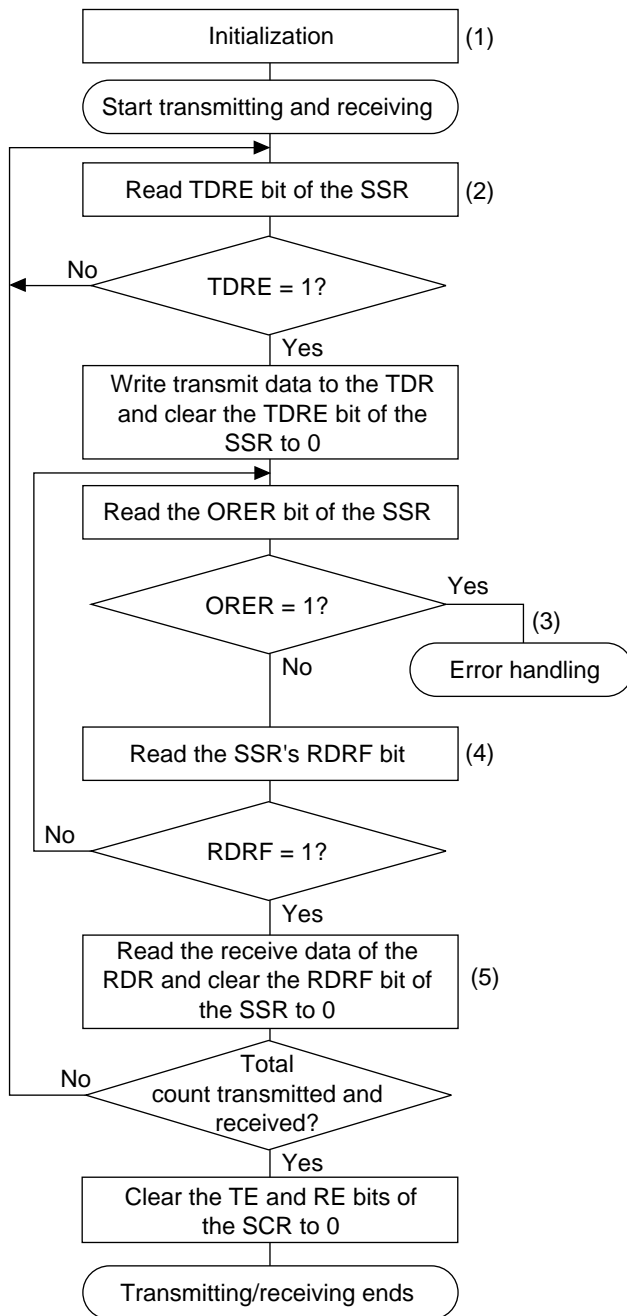 Initialization
(1)
Start transmitting and receiving
Read TDRE bit of the SSR
(2)
No
TDRE = 1?
Yes
Write transmit data to the TDR
and clear the TDRE bit of the
SSR to 0
Read the ORER bit of the SSR
Yes
ORER = 1?
(3)
No
Error handling
Read the SSR's RDRF bit
(4)
No
RDRF = 1?
Yes
Read the receive data of the
RDR and clear the RDRF bit of
the SSR to 0
(5)
Total
No
count transmitted and
received?
Yes
Clear the TE and RE bits of
the SCR to 0
Transmitting/receiving ends